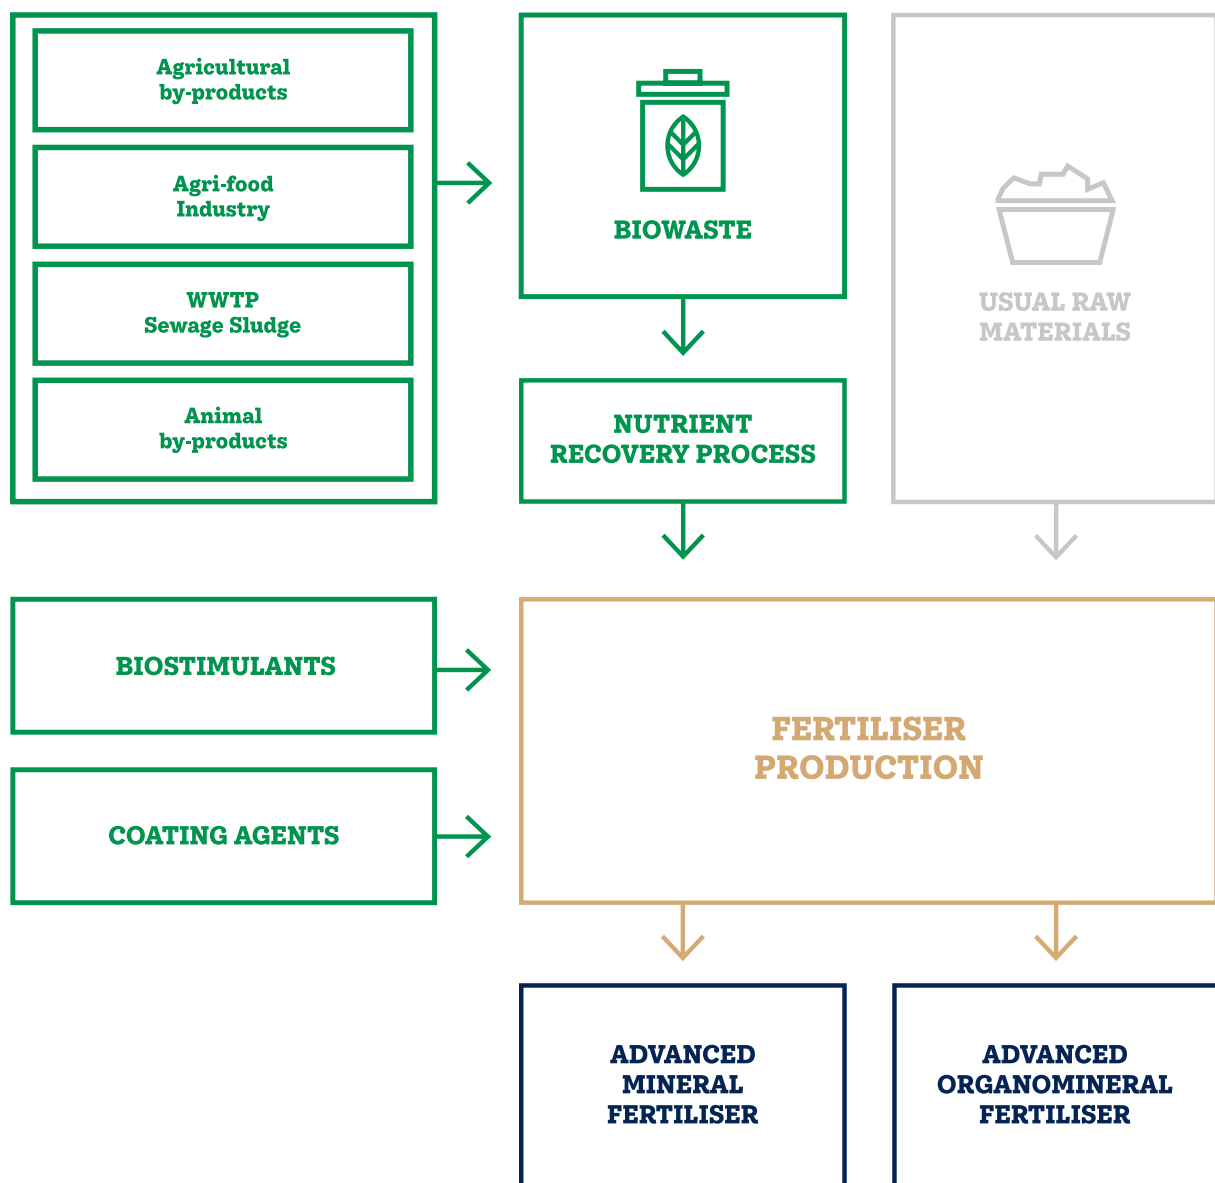 Agricultural
by-products
Agri-food
Industry
WWTP
Sewage Sludge
Animal
by-products
BIOWASTE
NUTRIENT
RECOVERY PROCESS
USUAL RAW
MATERIALS
BIOSTIMULANTS
COATING AGENTS
FERTILISER
PRODUCTION
ADVANCED
MINERAL
FERTILISER
ADVANCED
ORGANOMINERAL
FERTILISER